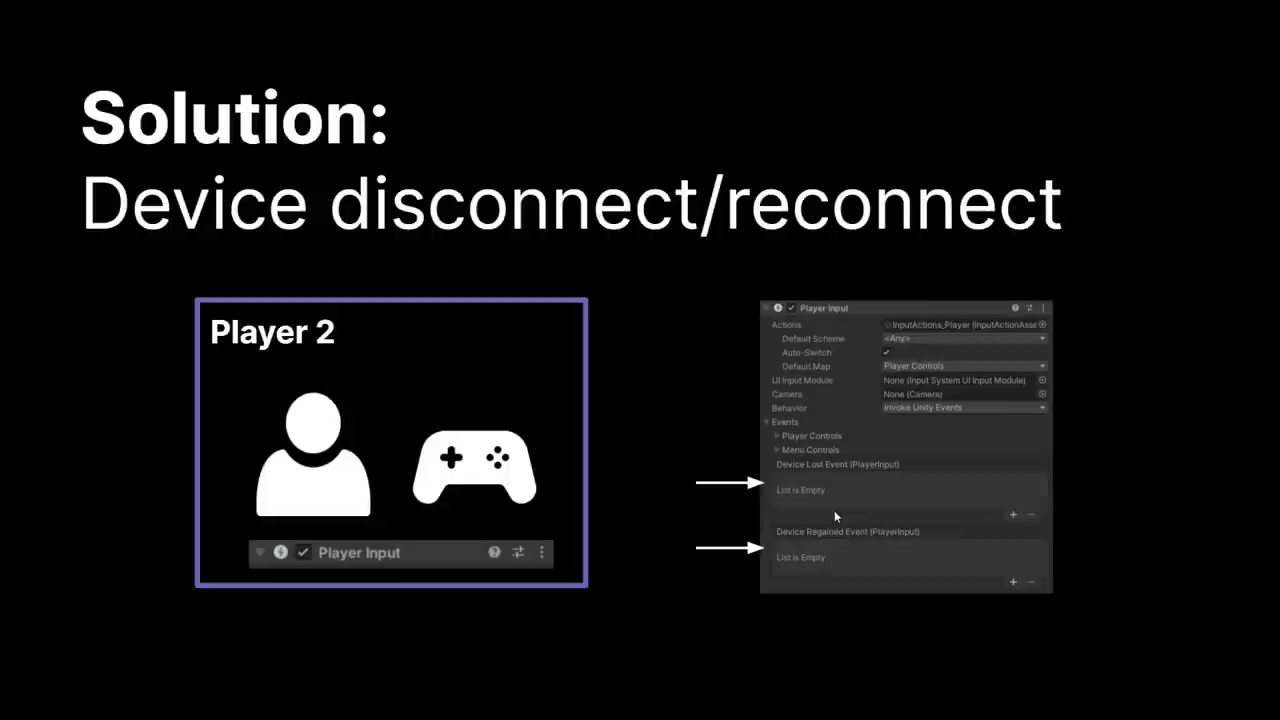 Solution:
Device disconnect/reconnect
Player 2
Player Input
Player Input
Actions
InputActions_Player (InputActionAsse
Default Scheme
<Any>
Auto-Switch
Default Map
Player Controls
UI Input Module
None (Input System UI Input Module)
Camera
None (Camera)
Behavior
Invoke Unity Events
Events
Player Controls
Menu Controls
Device Lost Event (PlayerInput)
List is Empty
Device Regained Event (PlayerInput)
List is Empty